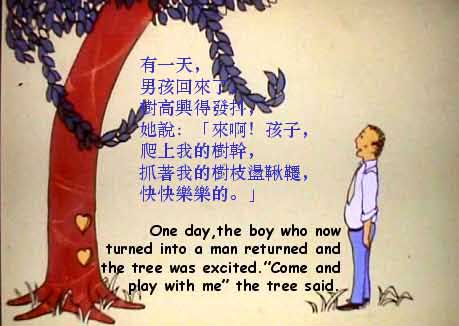 有一天，
男孩回來了，
樹高興得發抖，
她說：「來啊！孩子，
爬上我的樹幹，
抓著我的樹枝盪鞦韆，
快快樂樂的。」
One day,the boy who now
turned into a man returned and
the tree was excited."Come and
play with me" the tree said.